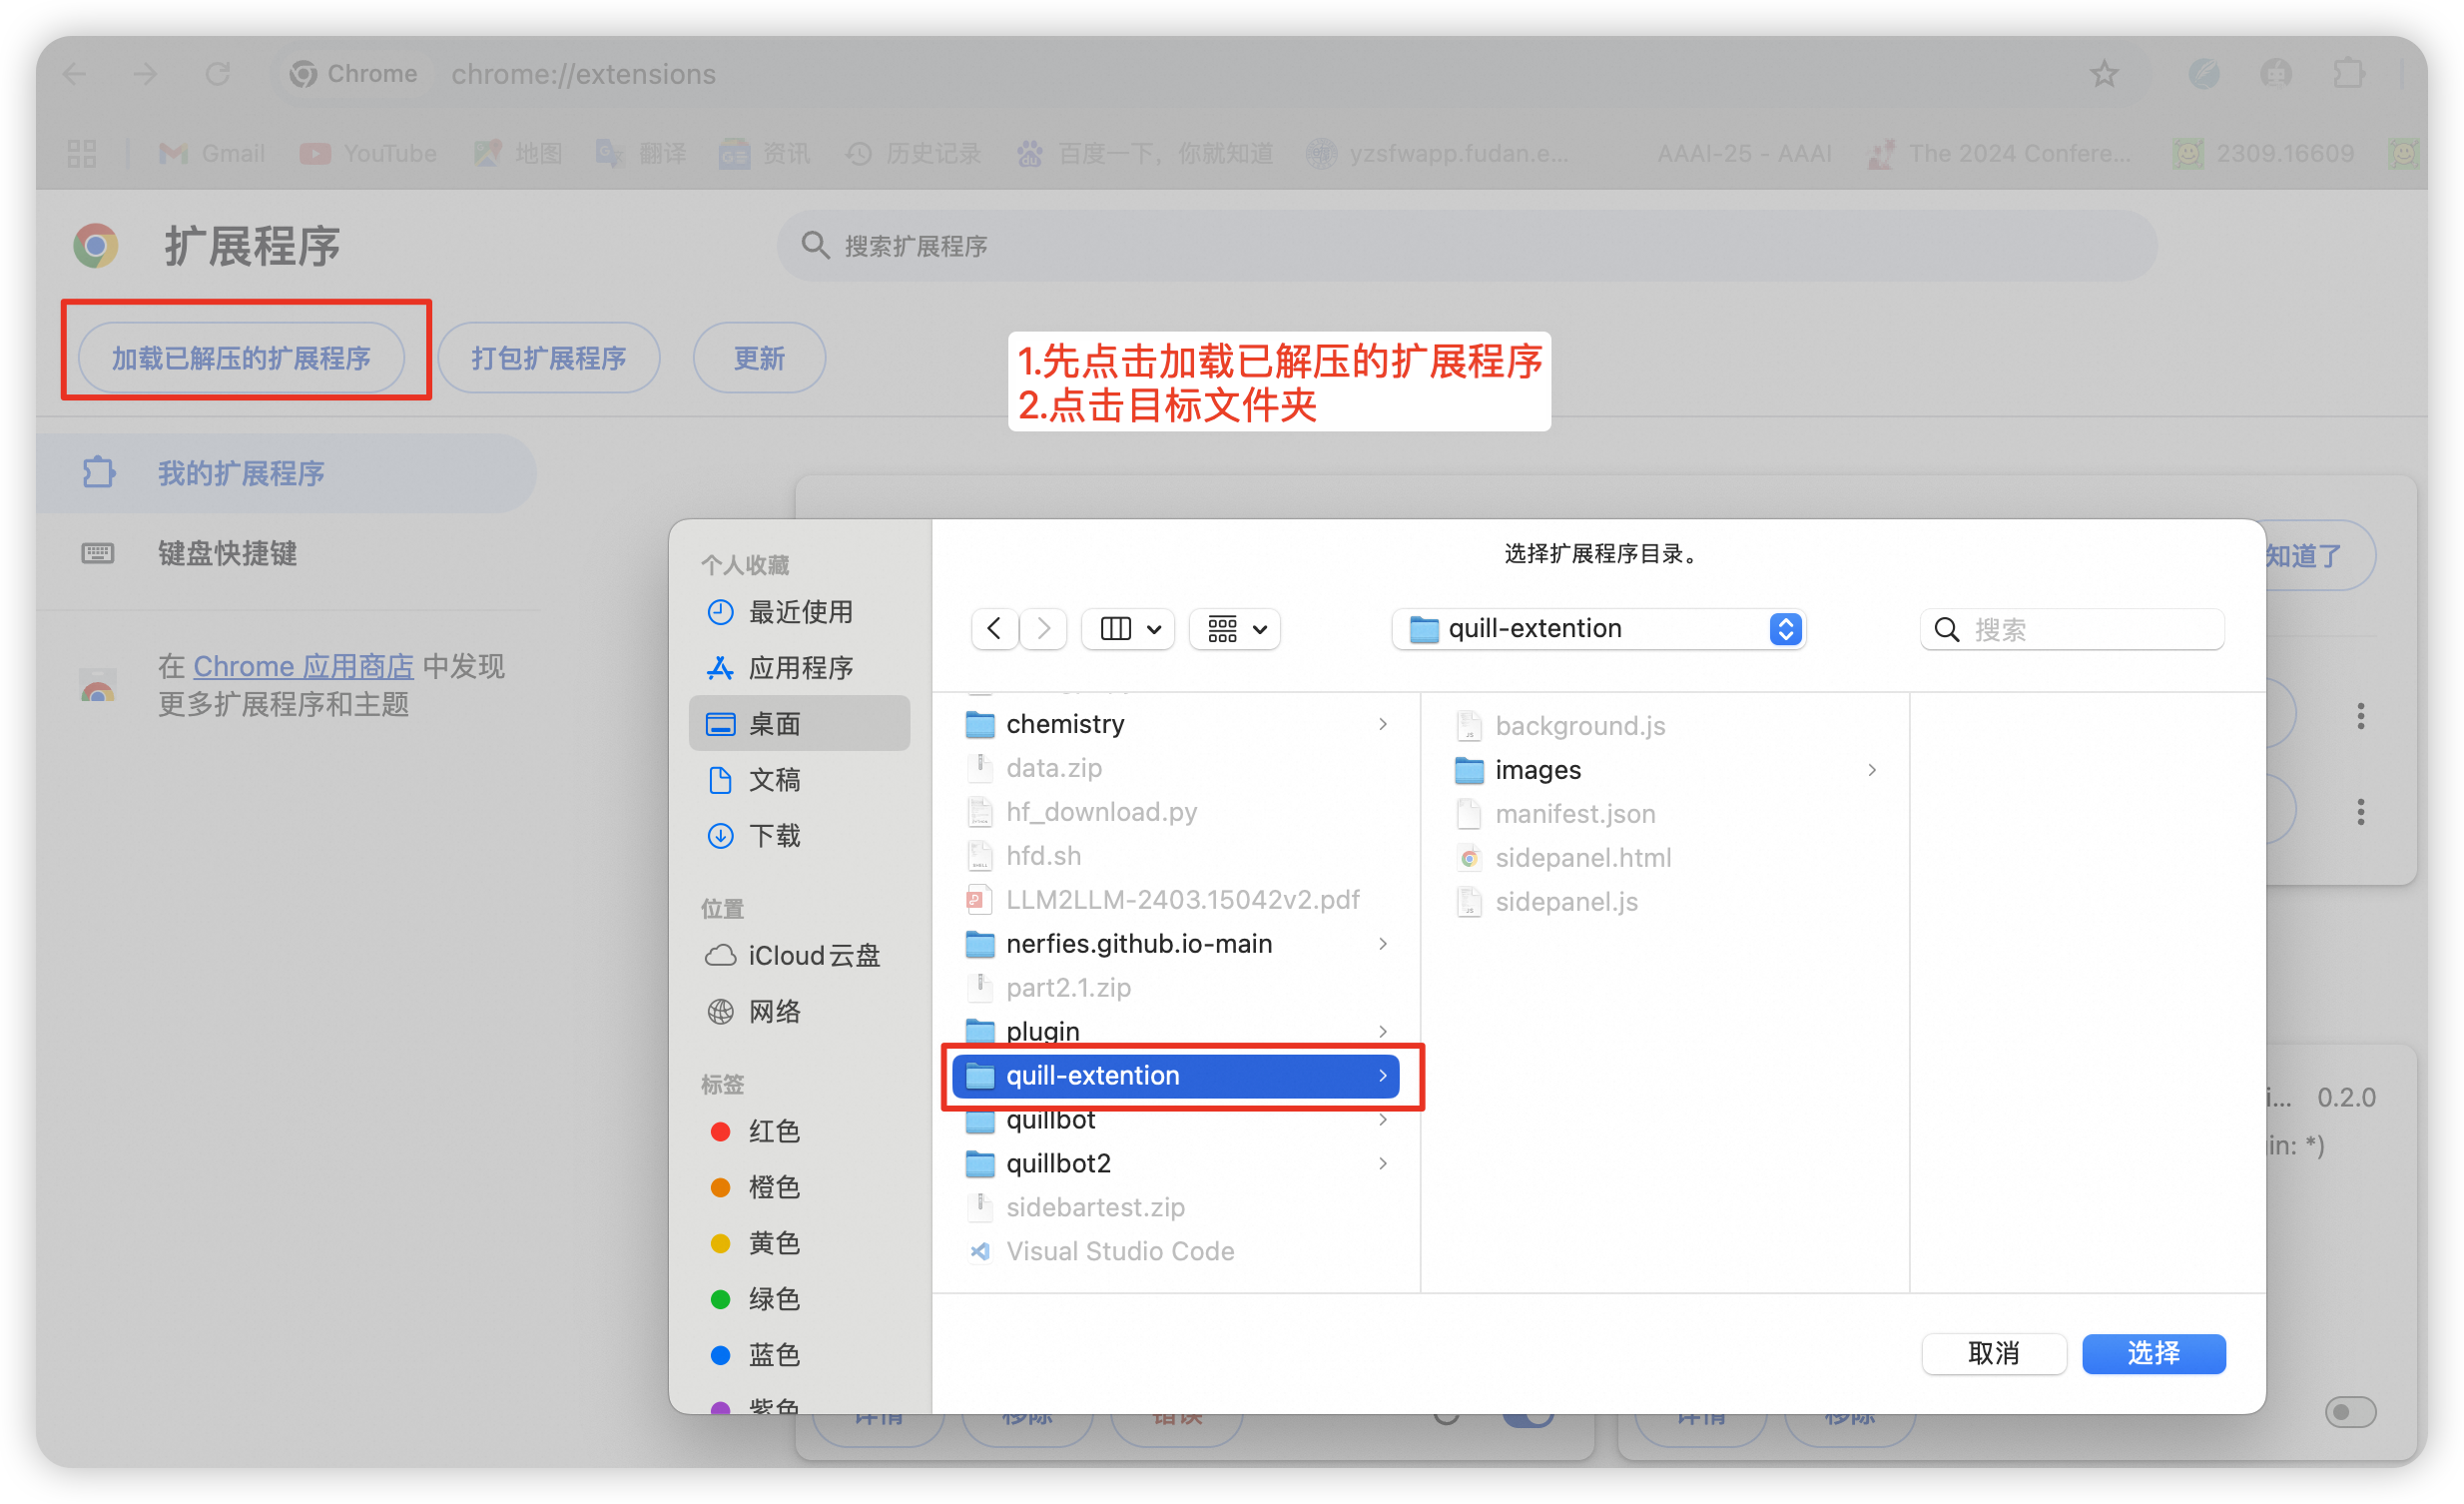 Chrome chrome://extensions
Gmail YouTube 地图 翻译 资讯 历史记录 百度一下，你就知道 yzsfwapp.fudan.e... AAAI-25 - AAAI The 2024 Confere... 2309.16609
扩展程序
搜索扩展程序
加载已解压的扩展程序 打包扩展程序 更新
1.先点击加载已解压的扩展程序
2.点击目标文件夹
我的扩展程序
键盘快捷键
在 Chrome 应用商店 中发现
更多扩展程序和主题
知道了
个人收藏
最近使用
应用程序
桌面
文稿
下载
位置
iCloud云盘
网络
标签
红色
橙色
黄色
绿色
蓝色
紫色
选择扩展程序目录。
quill-extention
搜索
chemistry
data.zip
hf_download.py
hfd.sh
LLM2LLM-2403.15042v2.pdf
nerfies.github.io-main
part2.1.zip
plugin
quill-extention
quillbot
quillbot2
sidebartest.zip
Visual Studio Code
background.js
images
manifest.json
sidepanel.html
sidepanel.js
取消 选择
i... 0.2.0
in: *)
详情 移除 错误 详情 移除